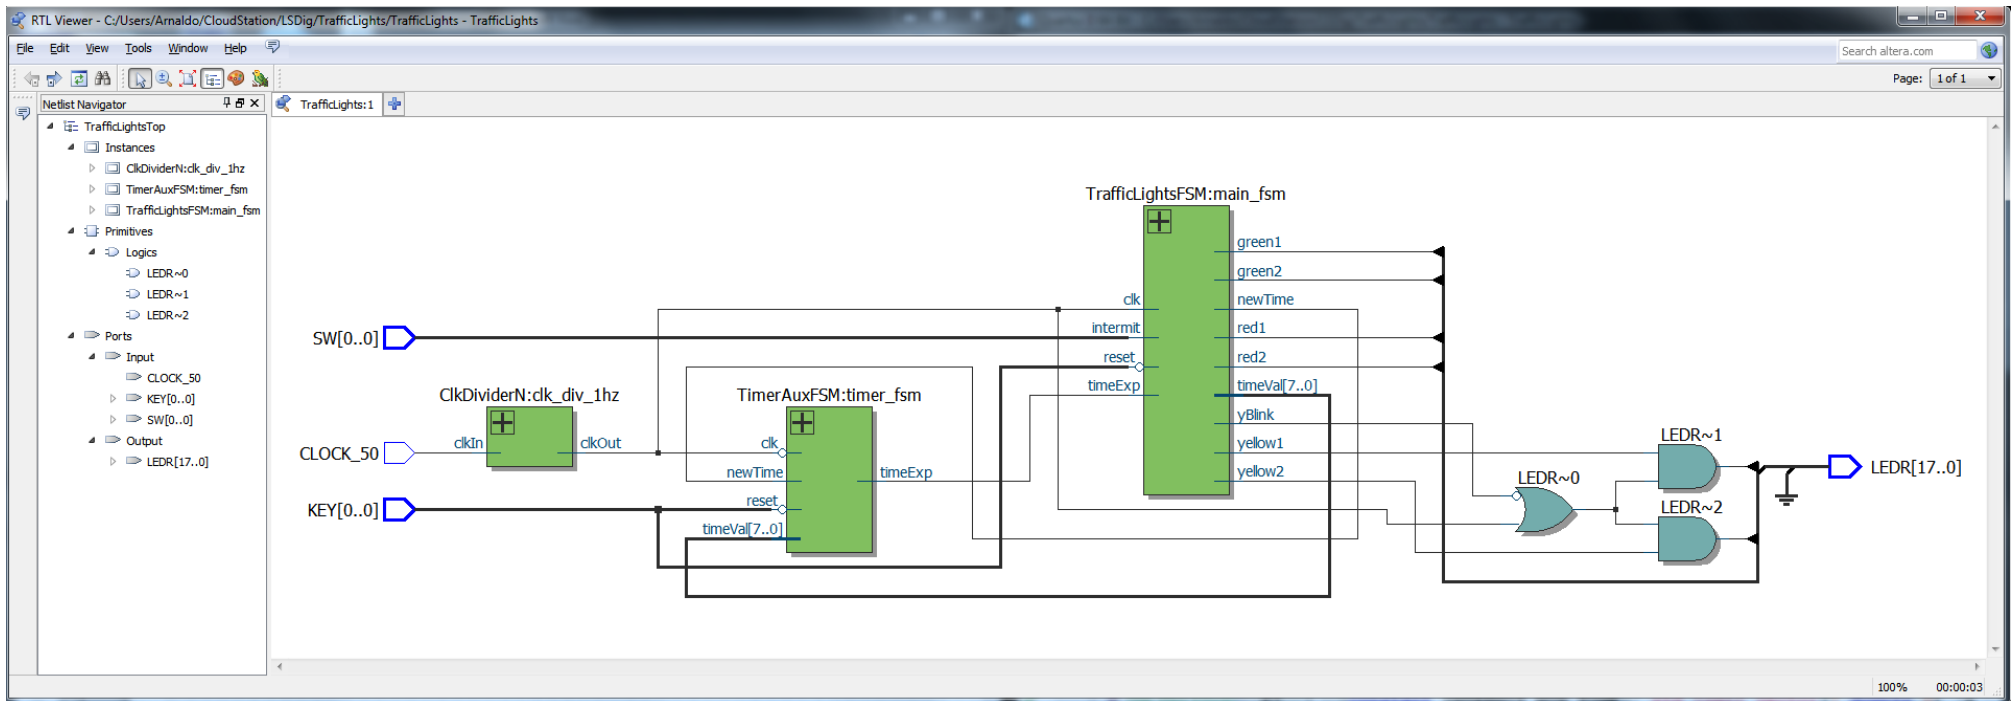 RTL Viewer - C:/Users/Arnaldo/CloudStation/LSDig/TrafficLights/TrafficLights - TrafficLights
File Edit View Tools Window Help
Search altera.com
Page: 1 of 1
Netlist Navigator
TrafficLights:1
TrafficLightsTop
Instances
ClkDividerN:clk_div_1hz
TimerAuxFSM:timer_fsm
TrafficLightsFSM:main_fsm
Primitives
Logics
LEDR~0
LEDR~1
LEDR~2
Ports
Input
CLOCK_50
KEY[0..0]
SW[0..0]
Output
LEDR[17..0]
SW[0..0]
CLOCK_50
KEY[0..0]
ClkDividerN:clk_div_1hz
clkIn
clkOut
TimerAuxFSM:timer_fsm
clk
newTime
reset
timeVal[7..0]
timeExp
TrafficLightsFSM:main_fsm
clk
intermit
reset
timeExp
green1
green2
newTime
red1
red2
timeVal[7..0]
yBlink
yellow1
yellow2
LEDR~0
LEDR~1
LEDR~2
LEDR[17..0]
100% 00:00:03